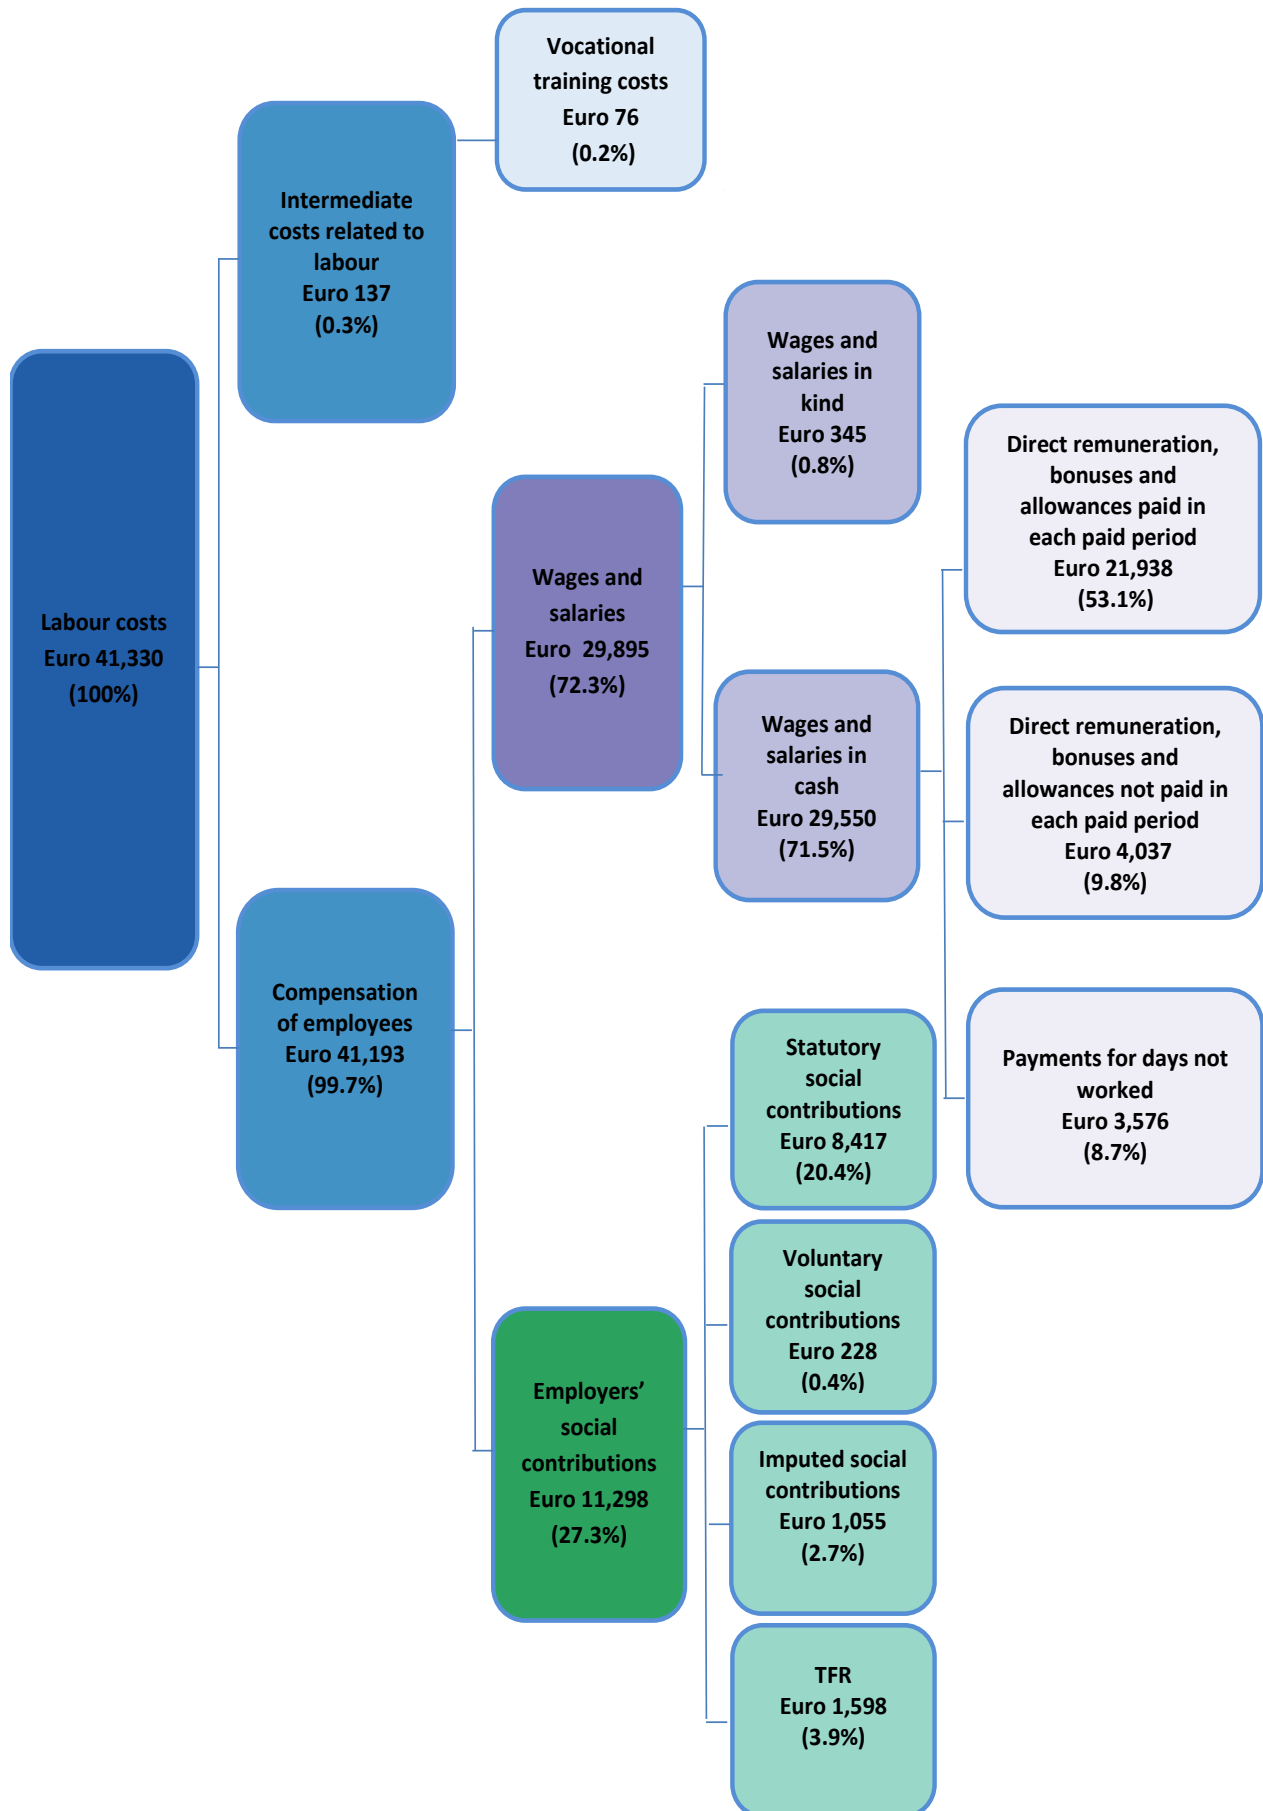 Vocational
training costs
Euro 76
(0.2%)
Intermediate
costs related to
labour
Euro 137
(0.3%)
Wages and
salaries in
kind
Euro 345
(0.8%)
Direct remuneration,
bonuses and
allowances paid in
each paid period
Euro 21,938
(53.1%)
Labour costs
Euro 41,330
(100%)
Wages and
salaries
Euro  29,895
(72.3%)
Wages and
salaries in
cash
Euro 29,550
(71.5%)
Direct remuneration,
bonuses and
allowances not paid in
each paid period
Euro 4,037
(9.8%)
Compensation
of employees
Euro 41,193
(99.7%)
Statutory
social
contributions
Euro 8,417
(20.4%)
Payments for days not
worked
Euro 3,576
(8.7%)
Voluntary
social
contributions
Euro 228
(0.4%)
Employers’
social
contributions
Euro 11,298
(27.3%)
Imputed social
contributions
Euro 1,055
(2.7%)
TFR
Euro 1,598
(3.9%)